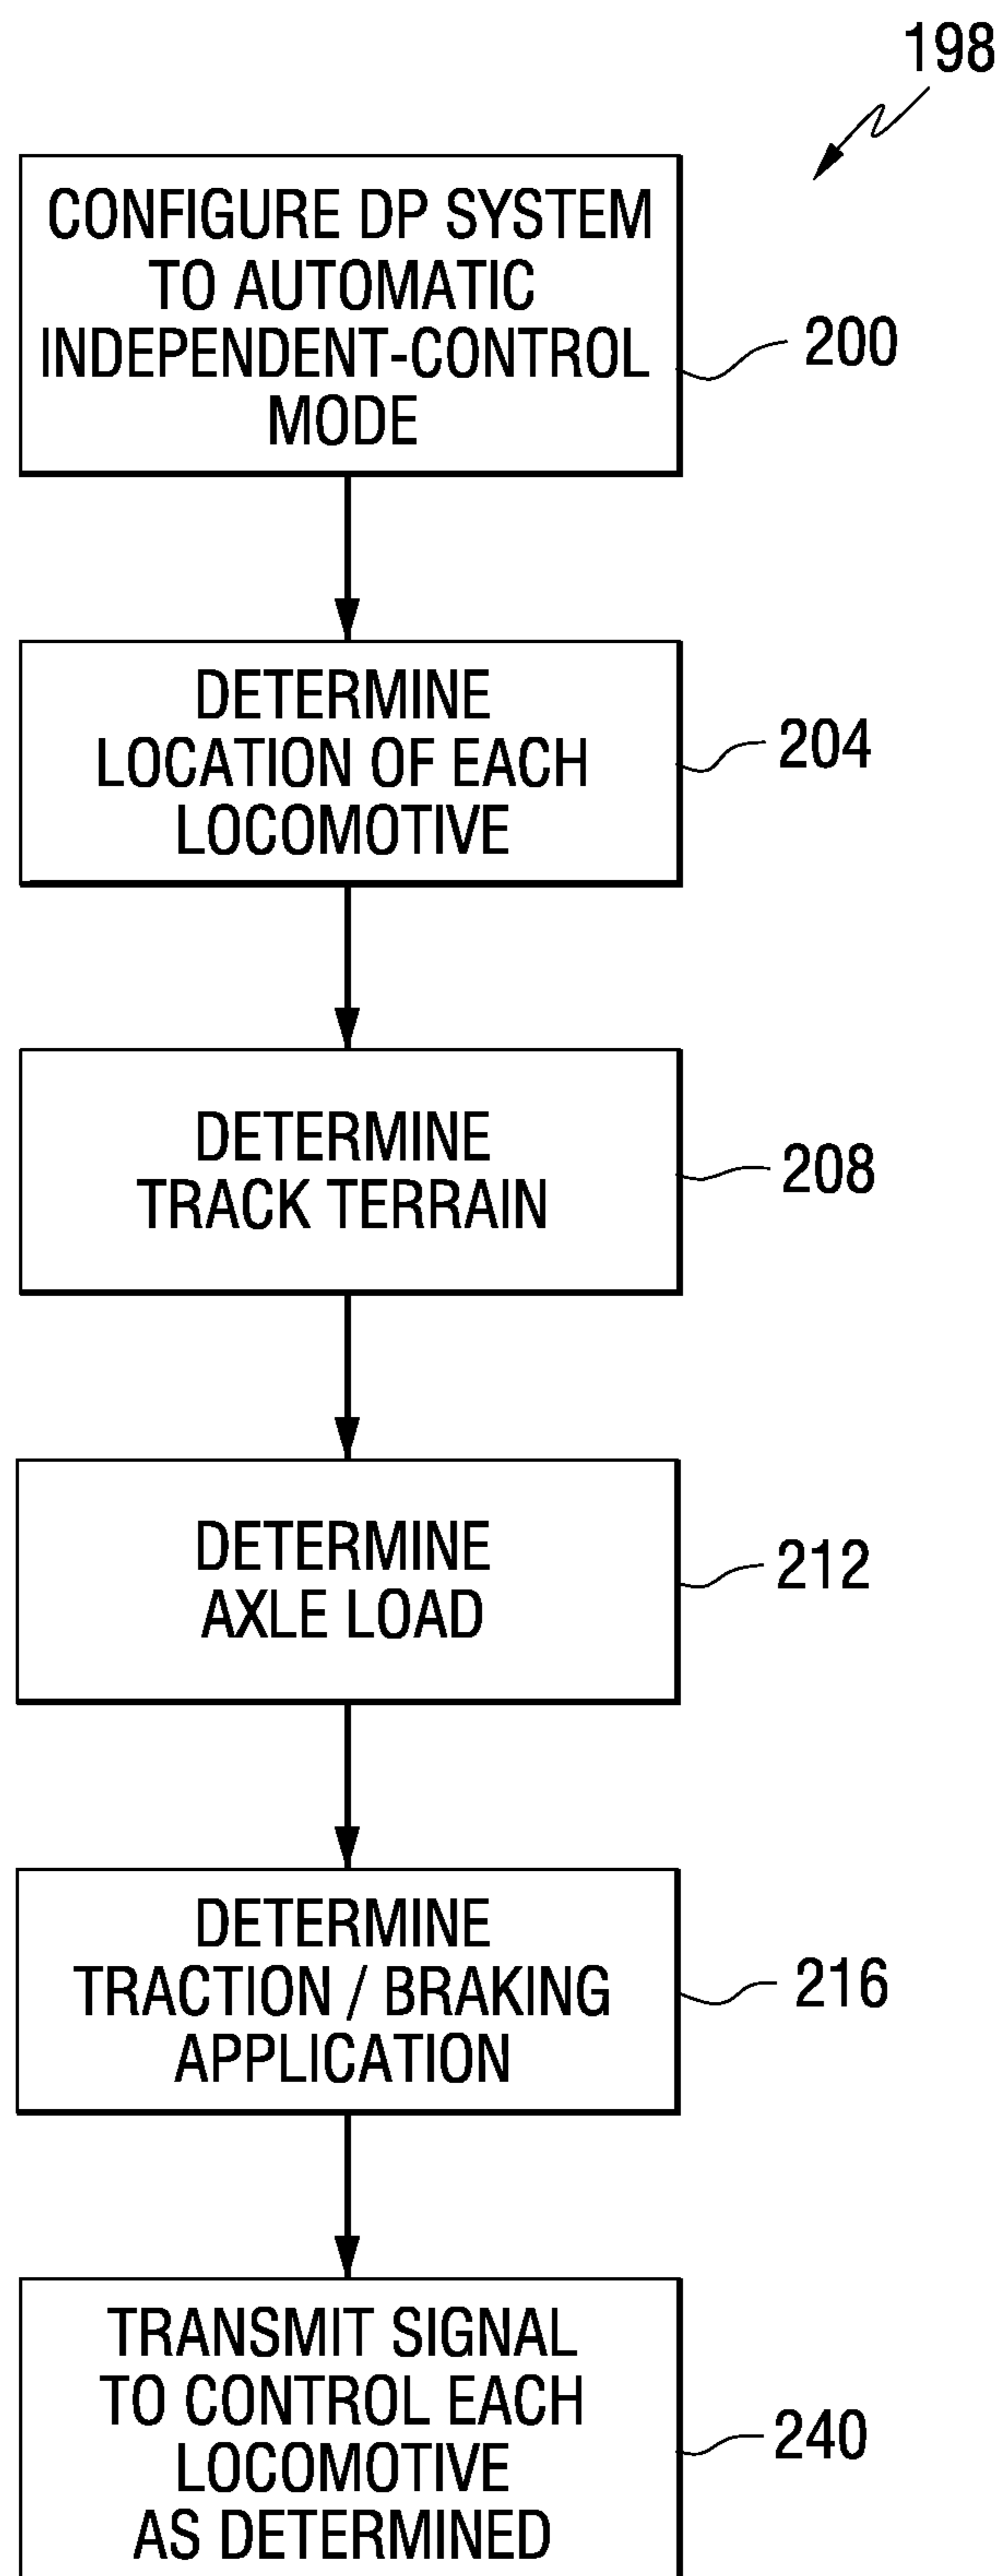 198
CONFIGURE DP SYSTEM
TO AUTOMATIC
INDEPENDENT-CONTROL
MODE
200
DETERMINE
LOCATION OF EACH
LOCOMOTIVE
204
DETERMINE
TRACK TERRAIN
208
DETERMINE
AXLE LOAD
212
DETERMINE
TRACTION / BRAKING
APPLICATION
216
TRANSMIT SIGNAL
TO CONTROL EACH
LOCOMOTIVE
AS DETERMINED
240